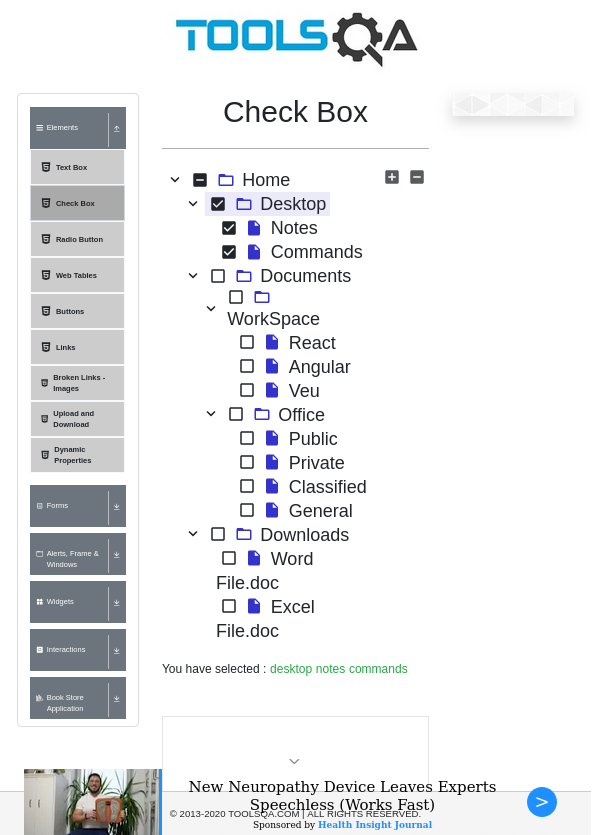 TOOLSQA
Check Box
Elements
Text Box
Check Box
Radio Button
Web Tables
Buttons
Links
Broken Links -
Images
Upload and
Download
Dynamic
Properties
Forms
Alerts, Frame &
Windows
Widgets
Interactions
Book Store
Application
Home
Desktop
Notes
Commands
Documents
WorkSpace
React
Angular
Veu
Office
Public
Private
Classified
General
Downloads
Word
File.doc
Excel
File.doc
You have selected : desktop notes commands
New Neuropathy Device Leaves Experts
Speechless (Works Fast)
© 2013-2020 TOOLSQA.COM | ALL RIGHTS RESERVED.
Sponsored by Health Insight Journal